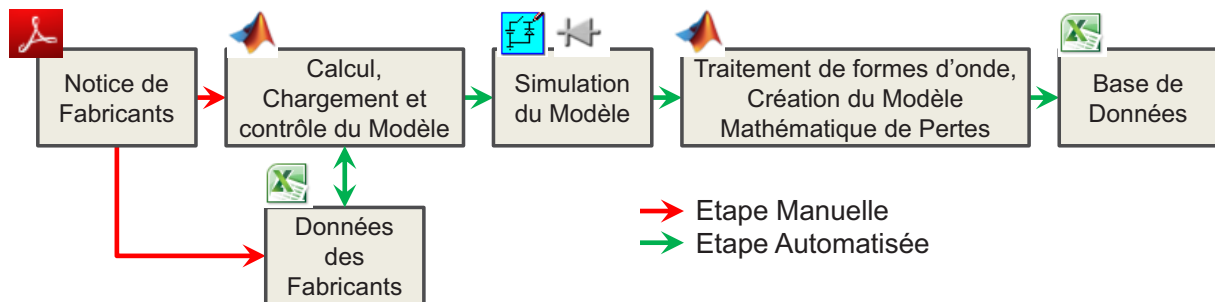 Notice de
Fabricants
Calcul,
Chargement et
contrôle du Modèle
Simulation
du Modèle
Traitement de formes d'onde,
Création du Modèle
Mathématique de Pertes
Base de
Données
Données
des
Fabricants
Etape Manuelle
Etape Automatisée